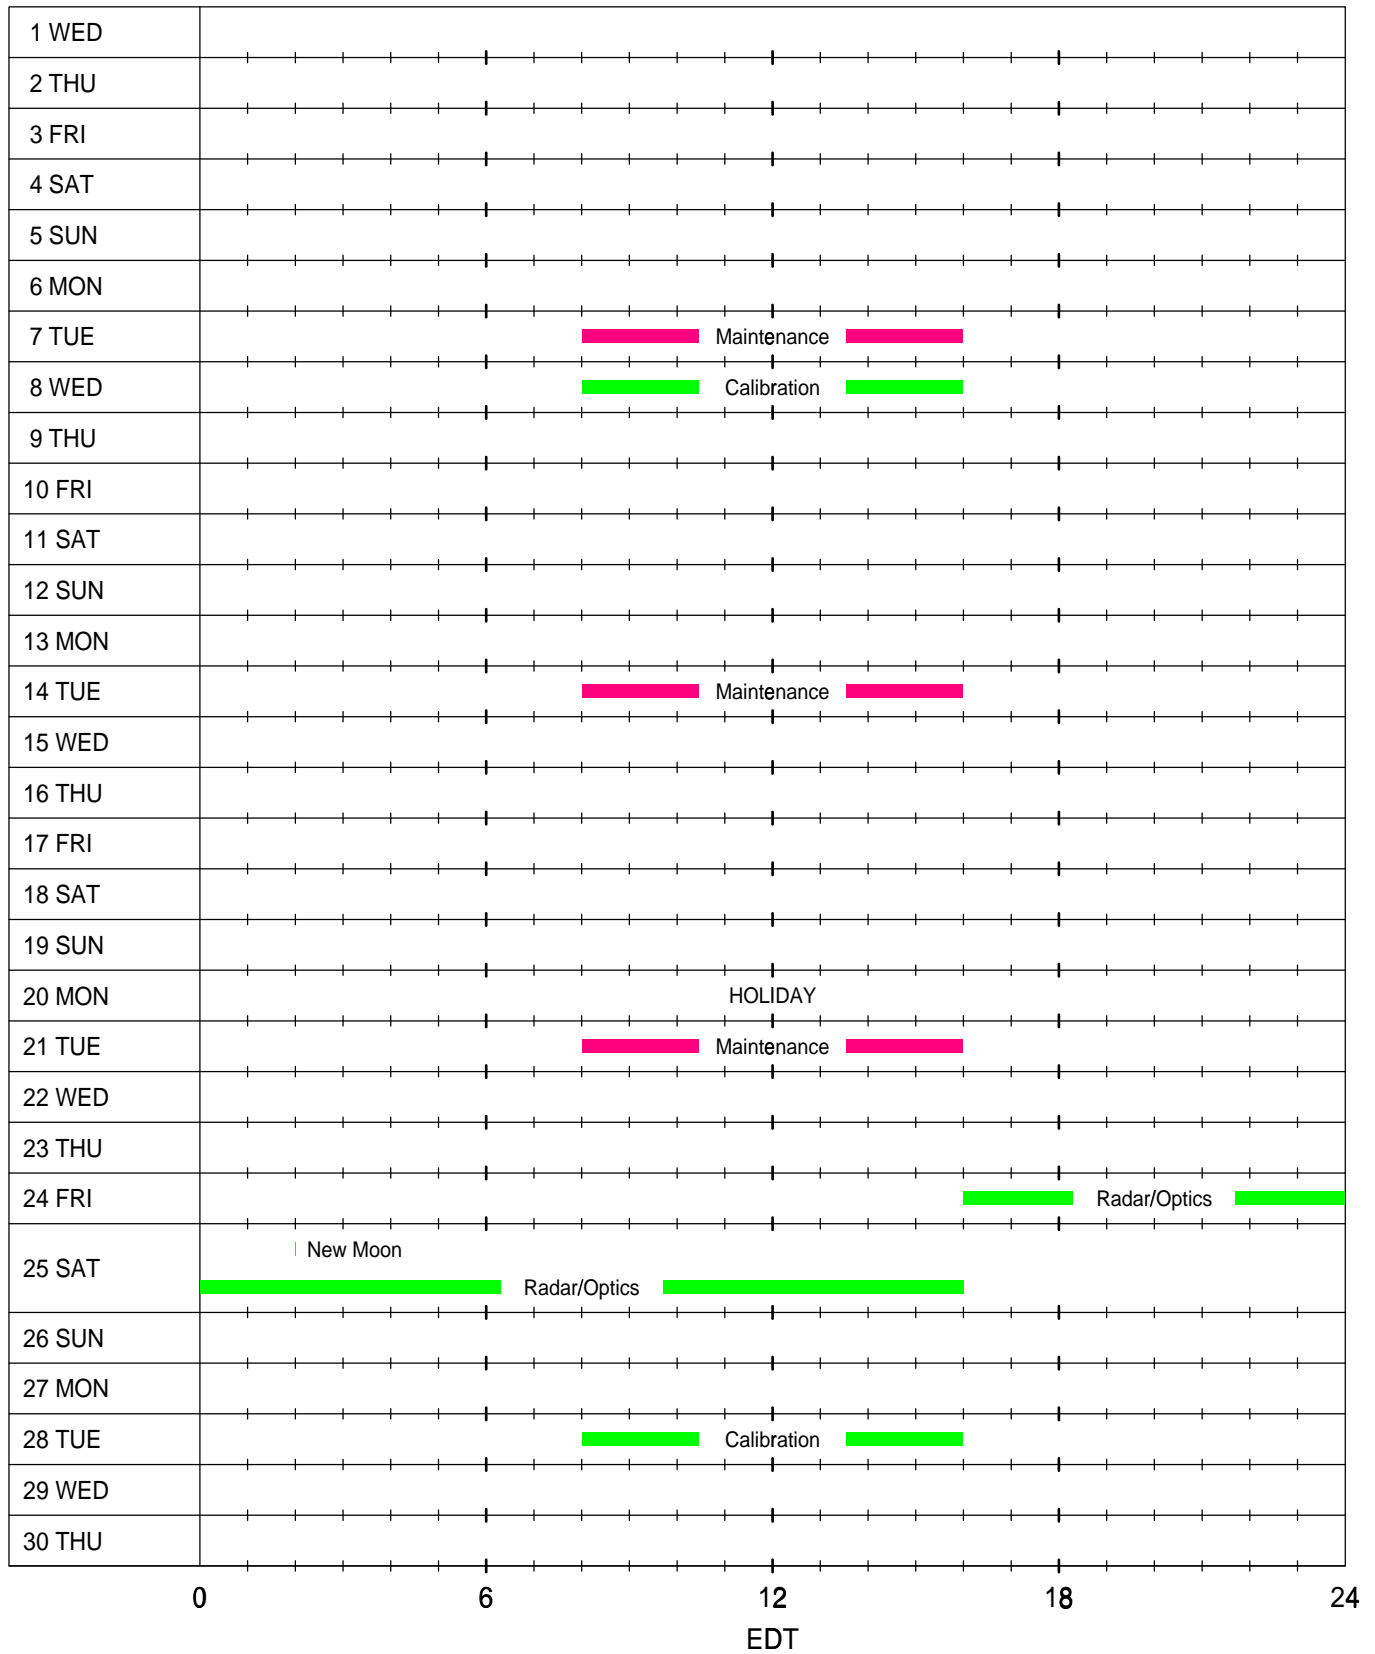 1 WED
2 THU
3 FRI
4 SAT
5 SUN
6 MON
7 TUE Maintenance
8 WED Calibration
9 THU
10 FRI
11 SAT
12 SUN
13 MON
14 TUE Maintenance
15 WED
16 THU
17 FRI
18 SAT
19 SUN
20 MON HOLIDAY
21 TUE Maintenance
22 WED
23 THU
24 FRI Radar/Optics
New Moon
25 SAT
Radar/Optics
26 SUN
27 MON
28 TUE Calibration
29 WED
30 THU
0 6 12 18 24
EDT